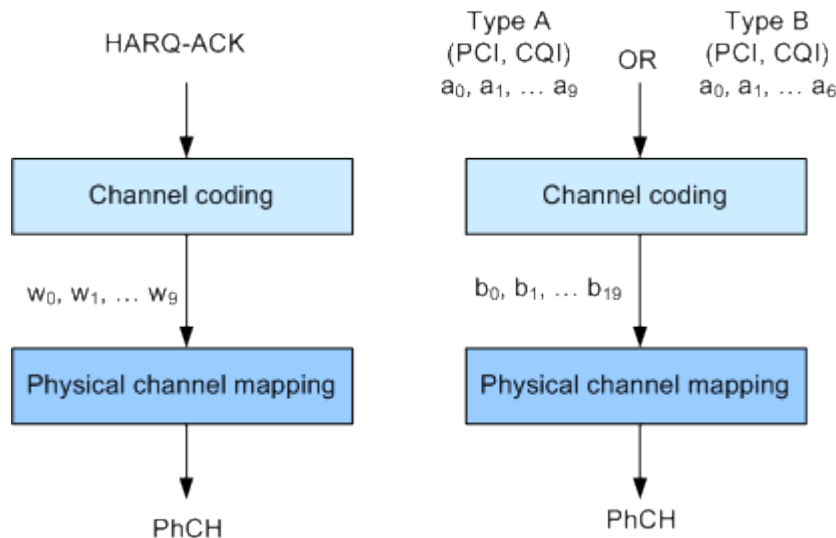 HARQ-ACK
Channel coding
w₀, w₁, … w₉
Physical channel mapping
PhCH
Type A
(PCI, CQI)
a₀, a₁, … a₉
OR
Type B
(PCI, CQI)
a₀, a₁, … a₆
Channel coding
b₀, b₁, … b₁₉
Physical channel mapping
PhCH